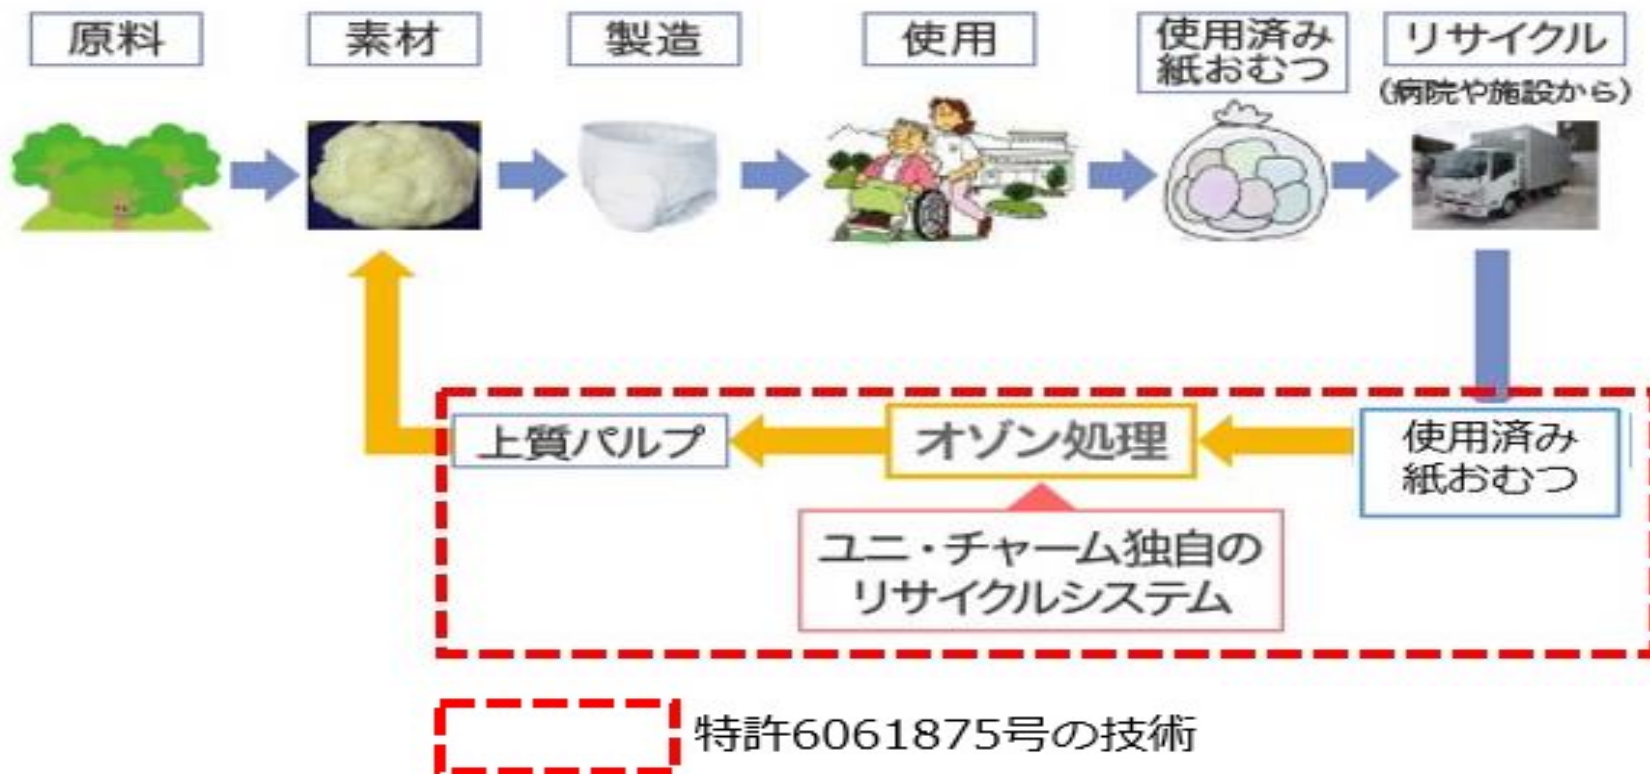 原料
素材
製造
使用
使用済み
紙おむつ
リサイクル
(病院や施設から)
上質パルプ
オゾン処理
使用済み
紙おむつ
ユニ・チャーム独自の
リサイクルシステム
特許6061875号の技術